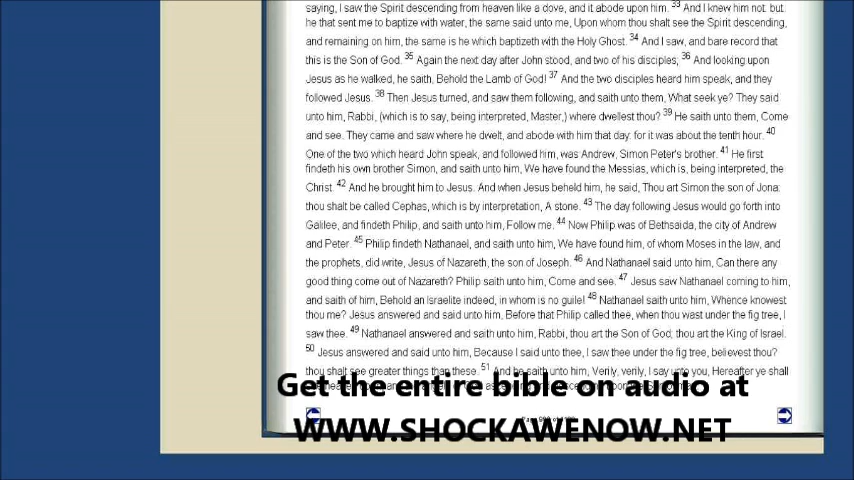 saying, I saw the Spirit descending from heaven like a dove, and it abode upon him. 33 And I knew him not: but
he that sent me to baptize with water, the same said unto me, Upon whom thou shalt see the Spirit descending,
and remaining on him, the same is he which baptizeth with the Holy Ghost. 34 And I saw, and bare record that
this is the Son of God. 35 Again the next day after John stood, and two of his disciples; 36 And looking upon
Jesus as he walked, he saith, Behold the Lamb of God! 37 And the two disciples heard him speak, and they
followed Jesus. 38 Then Jesus turned, and saw them following, and saith unto them, What seek ye? They said
unto him, Rabbi, (which is to say, being interpreted, Master,) where dwellest thou? 39 He saith unto them, Come
and see. They came and saw where he dwelt, and abode with him that day: for it was about the tenth hour. 40
One of the two which heard John speak, and followed him, was Andrew, Simon Peter's brother. 41 He first
findeth his own brother Simon, and saith unto him, We have found the Messias, which is, being interpreted, the
Christ. 42 And he brought him to Jesus. And when Jesus beheld him, he said, Thou art Simon the son of Jona:
thou shalt be called Cephas, which is by interpretation, A stone. 43 The day following Jesus would go forth into
Galilee, and findeth Philip, and saith unto him, Follow me. 44 Now Philip was of Bethsaida, the city of Andrew
and Peter. 45 Philip findeth Nathanael, and saith unto him, We have found him, of whom Moses in the law, and
the prophets, did write, Jesus of Nazareth, the son of Joseph. 46 And Nathanael said unto him, Can there any
good thing come out of Nazareth? Philip saith unto him, Come and see. 47 Jesus saw Nathanael coming to him,
and saith of him, Behold an Israelite indeed, in whom is no guile! 48 Nathanael saith unto him, Whence knowest
thou me? Jesus answered and said unto him, Before that Philip called thee, when thou wast under the fig tree, I
saw thee. 49 Nathanael answered and saith unto him, Rabbi, thou art the Son of God; thou art the King of Israel.
50 Jesus answered and said unto him, Because I said unto thee, I saw thee under the fig tree, believest thou?
thou shalt see greater things than these. 51 And he saith unto him, Verily, verily, I say unto you, Hereafter ye shall
Get the entire bible on audio at
WWW.SHOCKAWENOW.NET